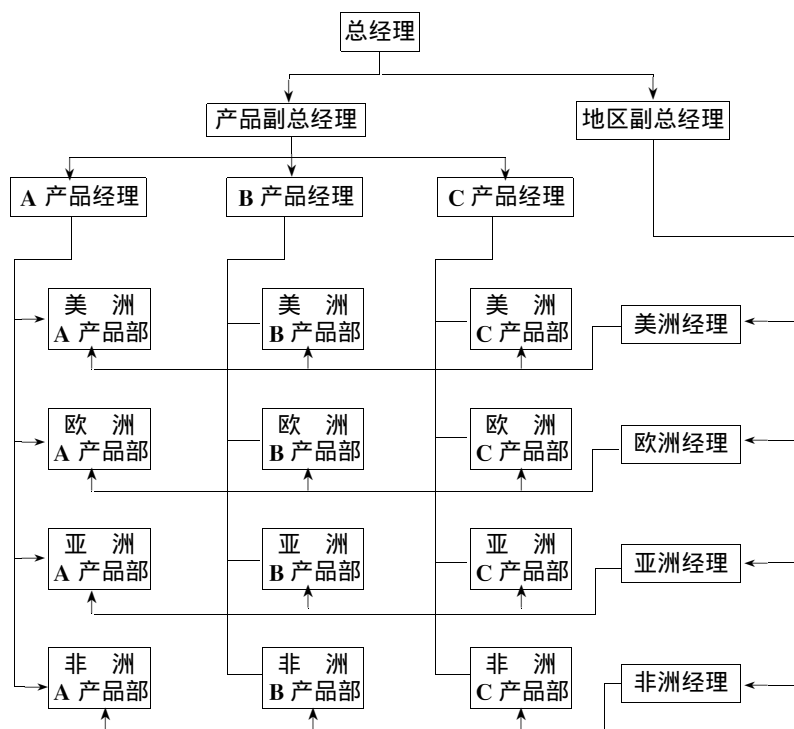 总经理
产品副总经理
地区副总经理
A 产品经理
B 产品经理
C 产品经理
美 洲
A 产品部
美 洲
B 产品部
美 洲
C 产品部
美洲经理
欧 洲
A 产品部
欧 洲
B 产品部
欧 洲
C 产品部
欧洲经理
亚 洲
A 产品部
亚 洲
B 产品部
亚 洲
C 产品部
亚洲经理
非 洲
A 产品部
非 洲
B 产品部
非 洲
C 产品部
非洲经理